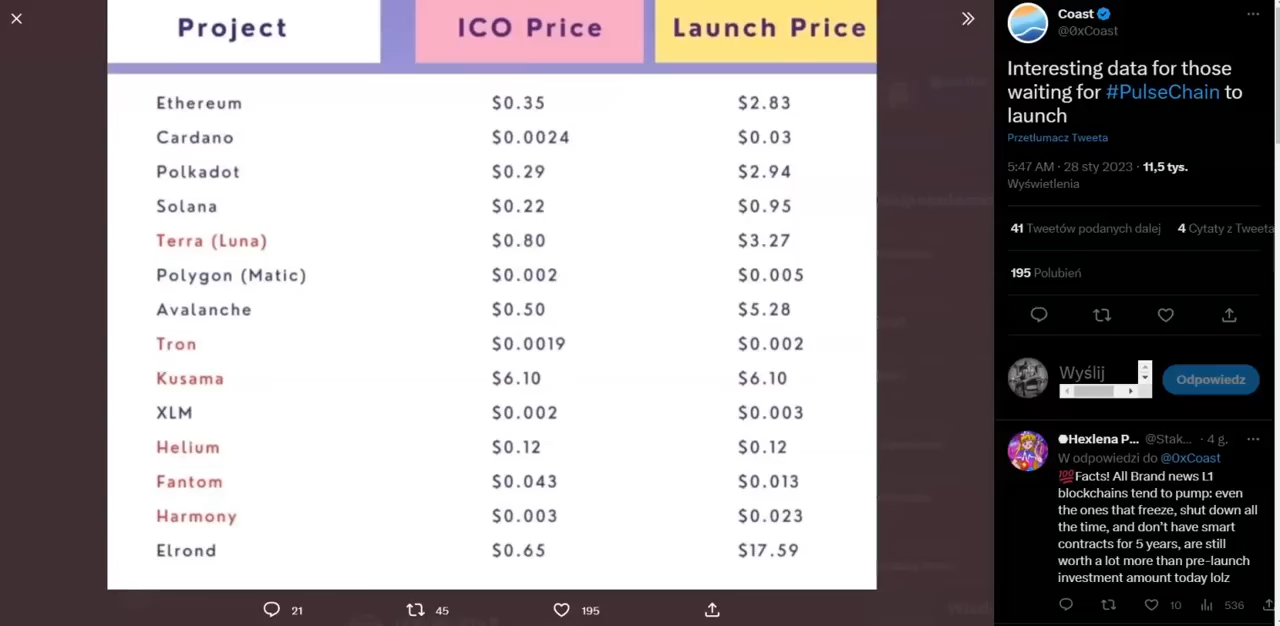 Project ICO Price Launch Price
Ethereum $0.35 $2.83
Cardano $0.0024 $0.03
Polkadot $0.29 $2.94
Solana $0.22 $0.95
Terra (Luna) $0.80 $3.27
Polygon (Matic) $0.002 $0.005
Avalanche $0.50 $5.28
Tron $0.0019 $0.002
Kusama $6.10 $6.10
XLM $0.002 $0.003
Helium $0.12 $0.12
Fantom $0.043 $0.013
Harmony $0.003 $0.023
Elrond $0.65 $17.59
21 45 195
Coast
@0xCoast
Interesting data for those
waiting for #PulseChain to
launch
Przetłumacz Tweeta
5:47 AM · 28 sty 2023 · 11,5 tys.
Wyświetlenia
41 Tweetów podanych dalej 4 Cytaty z Tweeta
195 Polubień
Wyślij
Odpowiedz
Hexlena P... @Stak... · 4 g.
W odpowiedzi do @0xCoast
💯Facts! All Brand news L1
blockchains tend to pump: even
the ones that freeze, shut down all
the time, and don't have smart
contracts for 5 years, are still
worth a lot more than pre-launch
investment amount today lolz
10 536